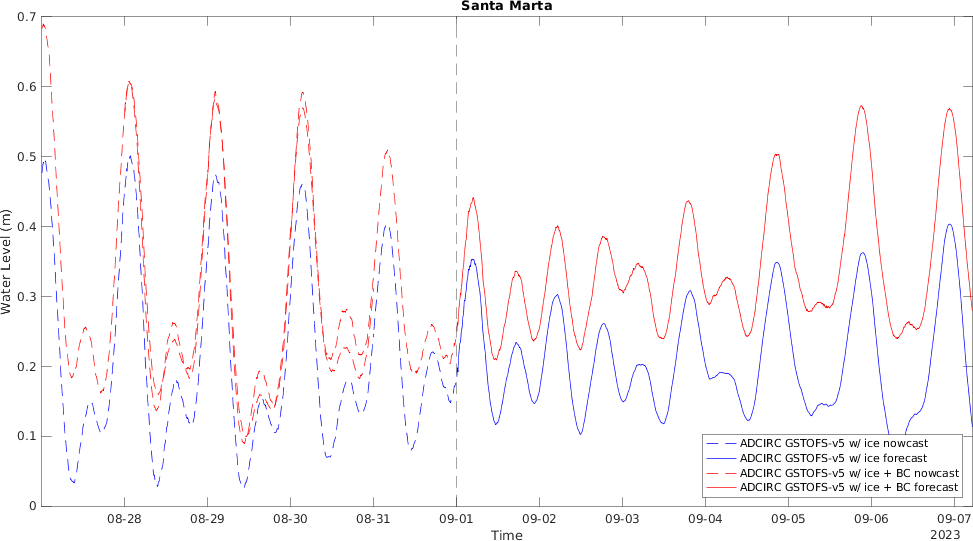 Santa Marta
Water Level (m)
0.7
0.6
0.5
0.4
0.3
0.2
0.1
0
08-28 08-29 08-30 08-31 09-01 09-02 09-03 09-04 09-05 09-06 09-07
2023
Time
ADCIRC GSTOFS-v5 w/ ice nowcast
ADCIRC GSTOFS-v5 w/ ice forecast
ADCIRC GSTOFS-v5 w/ ice + BC nowcast
ADCIRC GSTOFS-v5 w/ ice + BC forecast